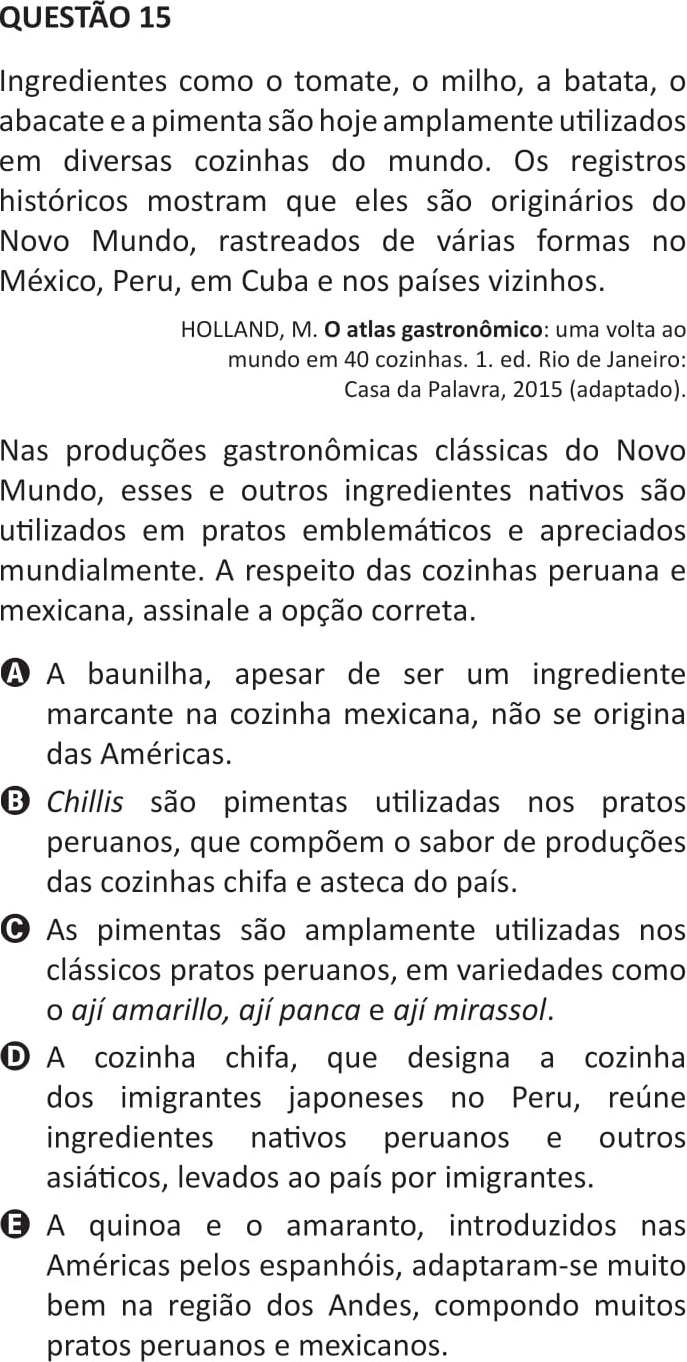 QUESTÃO 15
Ingredientes como o tomate, o milho, a batata, o
abacate e a pimenta são hoje amplamente utilizados
em diversas cozinhas do mundo. Os registros
históricos mostram que eles são originários do
Novo Mundo, rastreados de várias formas no
México, Peru, em Cuba e nos países vizinhos.
HOLLAND, M. O atlas gastronômico: uma volta ao
mundo em 40 cozinhas. 1. ed. Rio de Janeiro:
Casa da Palavra, 2015 (adaptado).
Nas produções gastronômicas clássicas do Novo
Mundo, esses e outros ingredientes nativos são
utilizados em pratos emblemáticos e apreciados
mundialmente. A respeito das cozinhas peruana e
mexicana, assinale a opção correta.
A A baunilha, apesar de ser um ingrediente
marcante na cozinha mexicana, não se origina
das Américas.
B Chillis são pimentas utilizadas nos pratos
peruanos, que compõem o sabor de produções
das cozinhas chifa e asteca do país.
C As pimentas são amplamente utilizadas nos
clássicos pratos peruanos, em variedades como
o ají amarillo, ají panca e ají mirassol.
D A cozinha chifa, que designa a cozinha
dos imigrantes japoneses no Peru, reúne
ingredientes nativos peruanos e outros
asiáticos, levados ao país por imigrantes.
E A quinoa e o amaranto, introduzidos nas
Américas pelos espanhóis, adaptaram-se muito
bem na região dos Andes, compondo muitos
pratos peruanos e mexicanos.